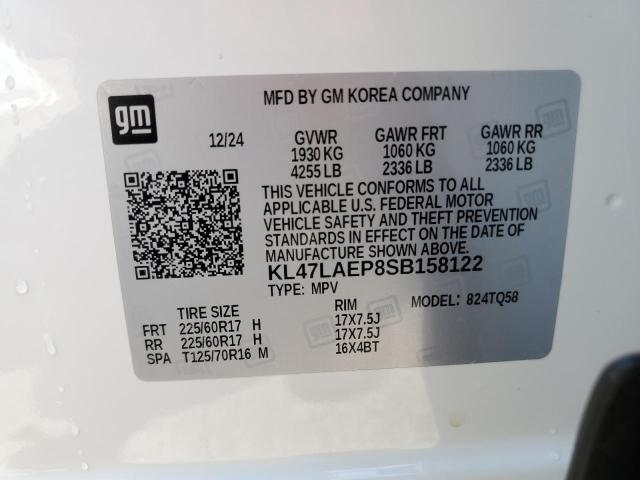 gm
MFD BY GM KOREA COMPANY
12/24 GVWR GAWR FRT GAWR RR
1930 KG 1060 KG 1060 KG
4255 LB 2336 LB 2336 LB
THIS VEHICLE CONFORMS TO ALL
APPLICABLE U.S. FEDERAL MOTOR
VEHICLE SAFETY AND THEFT PREVENTION
STANDARDS IN EFFECT ON THE DATE OF
MANUFACTURE SHOWN ABOVE.
KL47LAEP8SB158122
TYPE: MPV MODEL: 824TQ58
TIRE SIZE RIM
FRT 225/60R17 H 17X7.5J
RR 225/60R17 H 17X7.5J
SPA T125/70R16 M 16X4BT